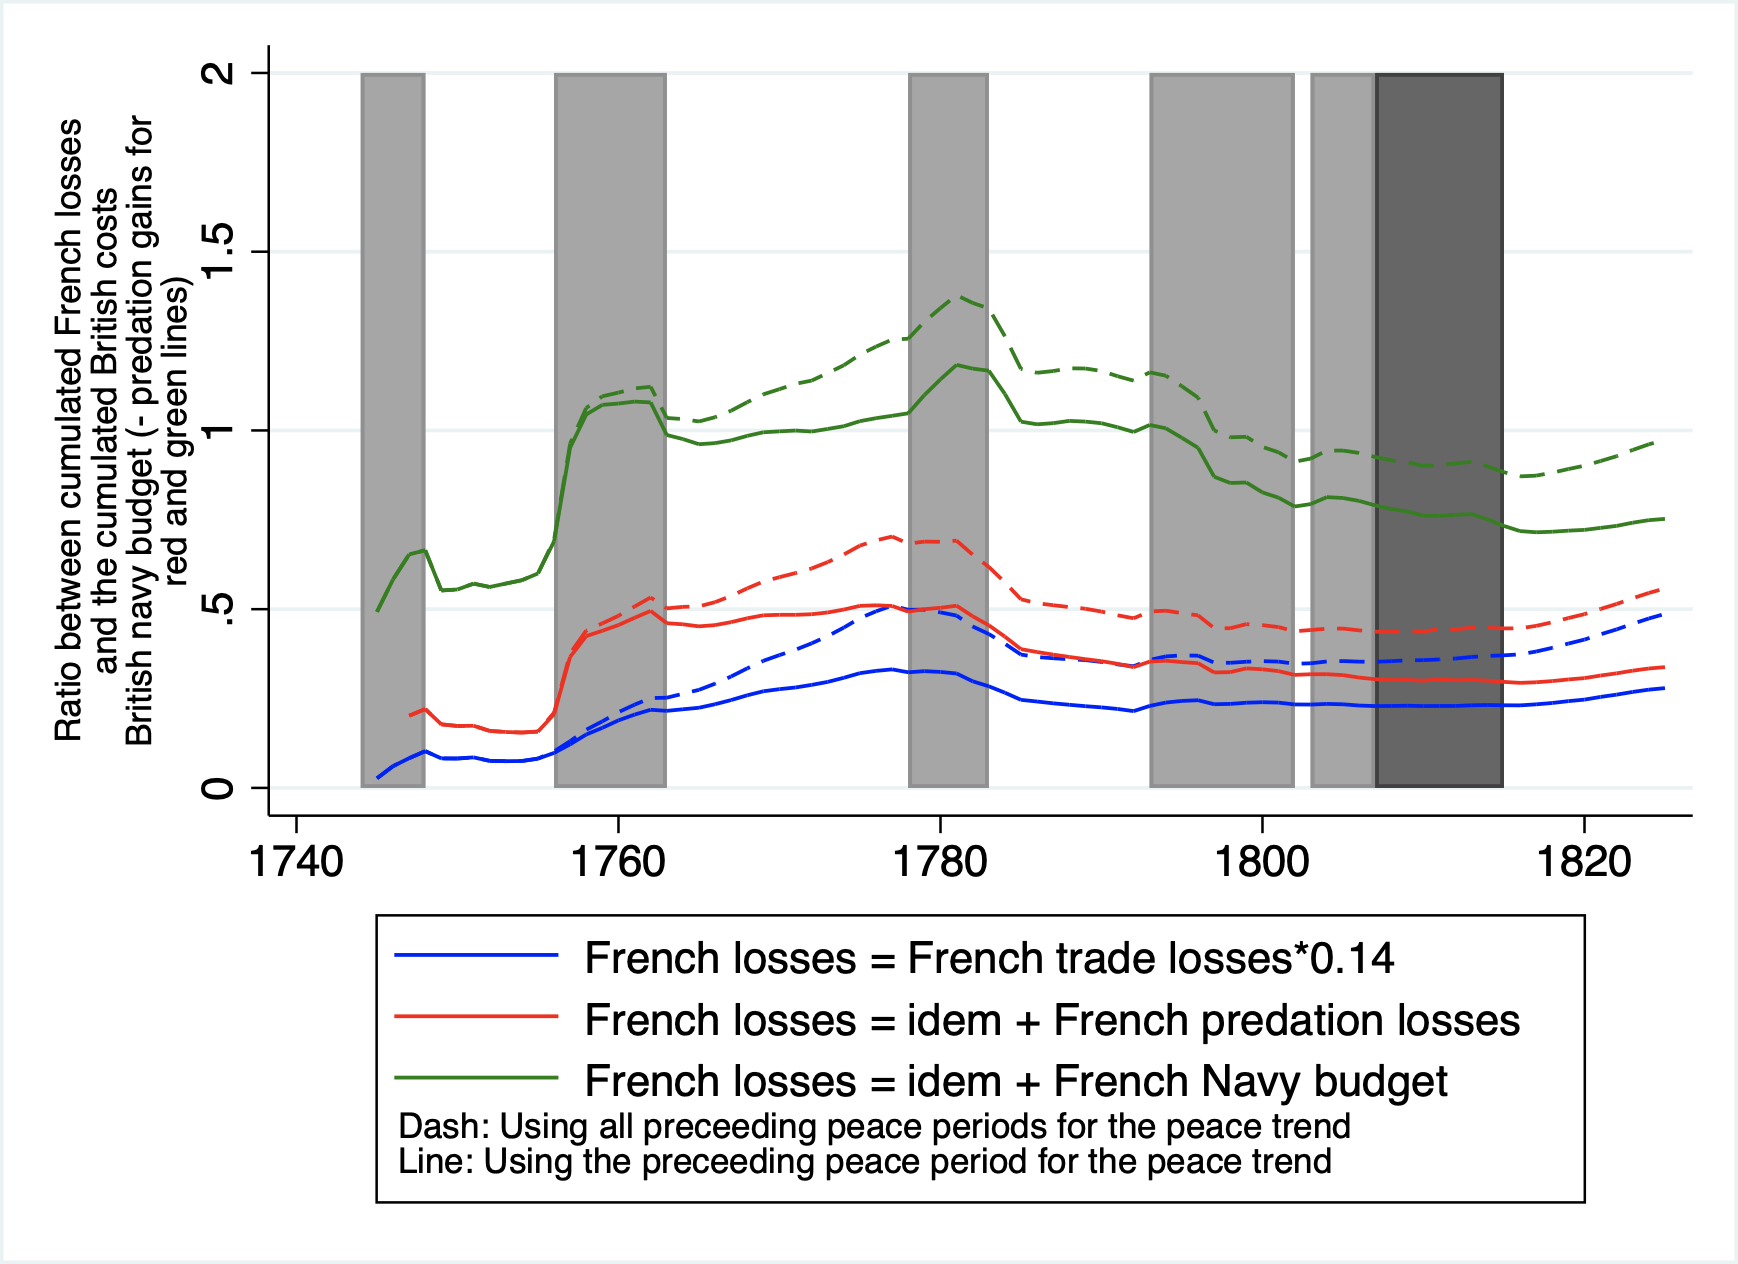 Ratio between cumulated French losses
and the cumulated British costs
British navy budget (- predation gains for
red and green lines)
2
1.5
1
.5
0
1740 1760 1780 1800 1820
French losses = French trade losses*0.14
French losses = idem + French predation losses
French losses = idem + French Navy budget
Dash: Using all preceeding peace periods for the peace trend
Line: Using the preceeding peace period for the peace trend